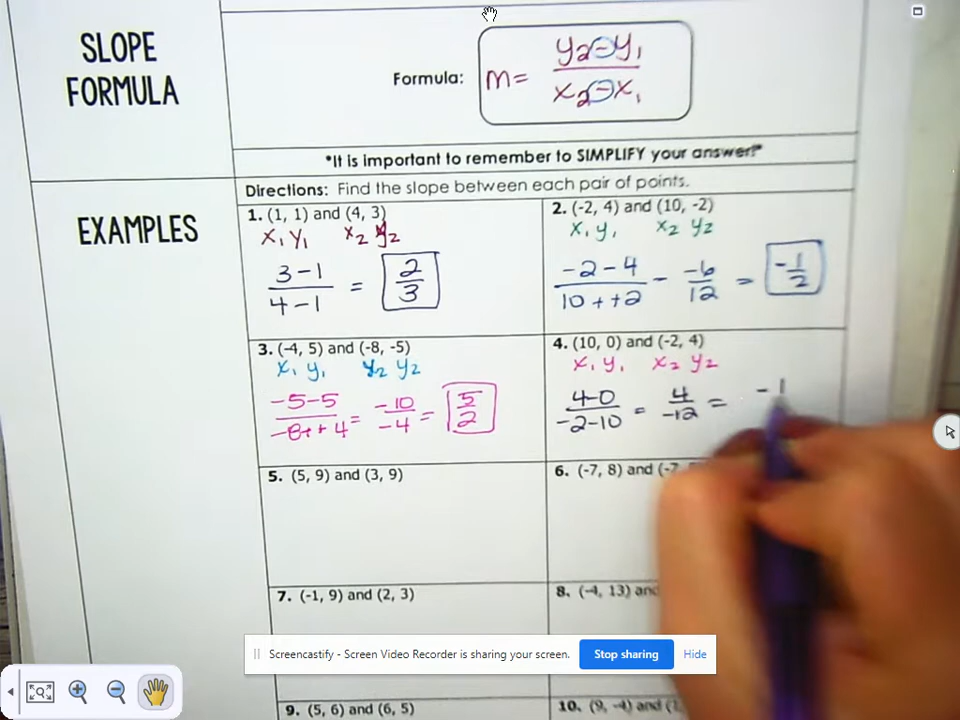 SLOPE
FORMULA
Formula: m = y₂ - y₁ / x₂ - x₁
*It is important to remember to SIMPLIFY your answer!*
EXAMPLES
Directions: Find the slope between each pair of points.
1. (1, 1) and (4, 3)
x₁ y₁ x₂ y₂
3 - 1 / 4 - 1 = 2/3
2. (-2, 4) and (10, -2)
x₁ y₁ x₂ y₂
-2 - 4 / 10 + +2 - -6/12 = -1/2
3. (-4, 5) and (-8, -5)
x₁ y₁ x₂ y₂
-5 - 5 / -8 + + 4 = -10/-4 = 5/2
4. (10, 0) and (-2, 4)
x₁ y₁ x₂ y₂
4 - 0 / -2 - 10 = 4/-12 = -1
5. (5, 9) and (3, 9)
6. (-7, 8) and (-7,
7. (-1, 9) and (2, 3)
8. (-4, 13) and
Screencastify - Screen Video Recorder is sharing your screen.
Stop sharing
Hide
9. (5, 6) and (6, 5)
10. (9, -4) and